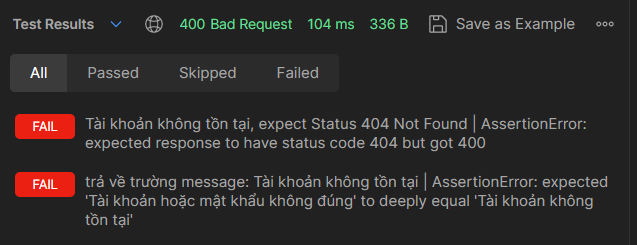 Test Results 400 Bad Request 104 ms 336 B Save as Example
All Passed Skipped Failed
FAIL Tài khoản không tồn tại, expect Status 404 Not Found | AssertionError:
expected response to have status code 404 but got 400
FAIL trả về trường message: Tài khoản không tồn tại | AssertionError: expected
'Tài khoản hoặc mật khẩu không đúng' to deeply equal 'Tài khoản không
tồn tại'